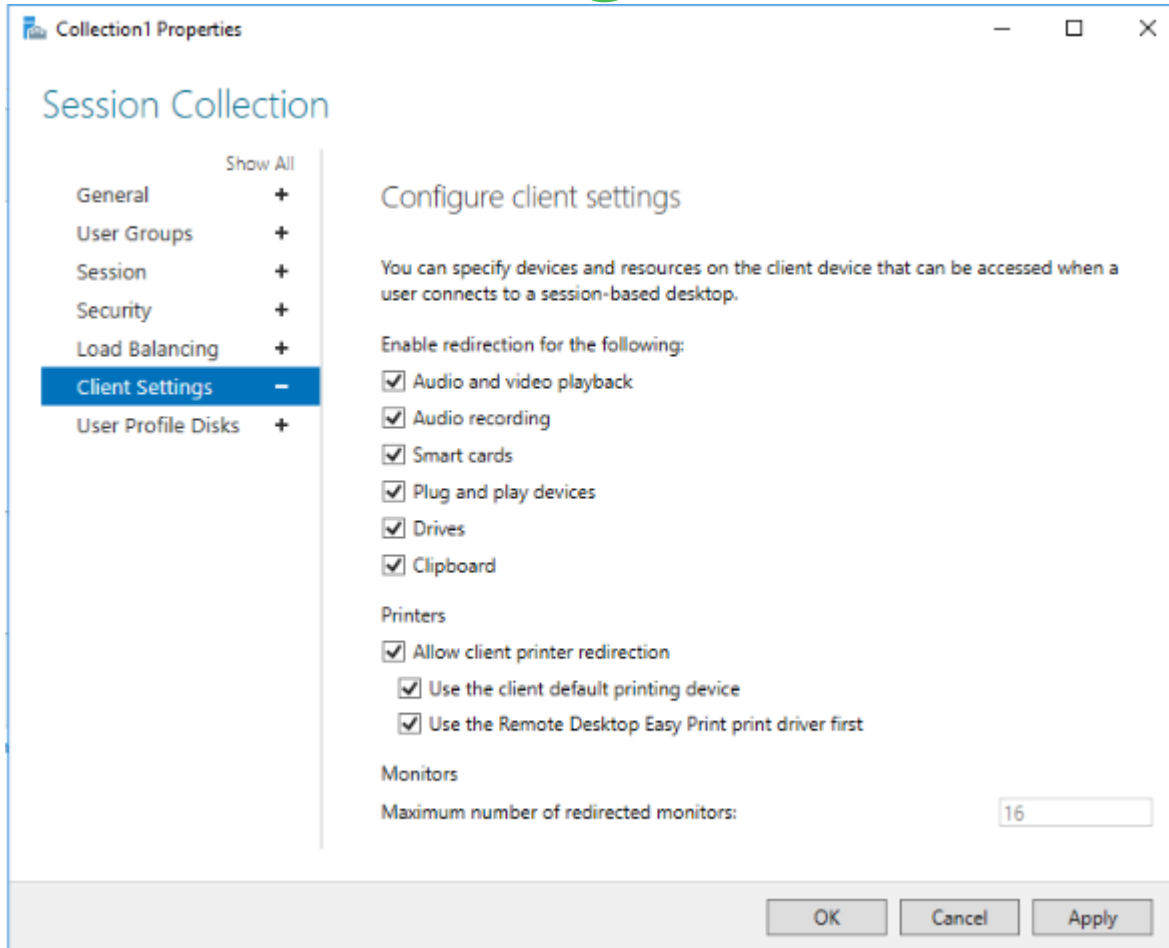 Collection1 Properties
Session Collection
Show All
General
User Groups
Session
Security
Load Balancing
Client Settings
User Profile Disks
Configure client settings
You can specify devices and resources on the client device that can be accessed when a
user connects to a session-based desktop.
Enable redirection for the following:
Audio and video playback
Audio recording
Smart cards
Plug and play devices
Drives
Clipboard
Printers
Allow client printer redirection
Use the client default printing device
Use the Remote Desktop Easy Print print driver first
Monitors
Maximum number of redirected monitors: 16
OK Cancel Apply